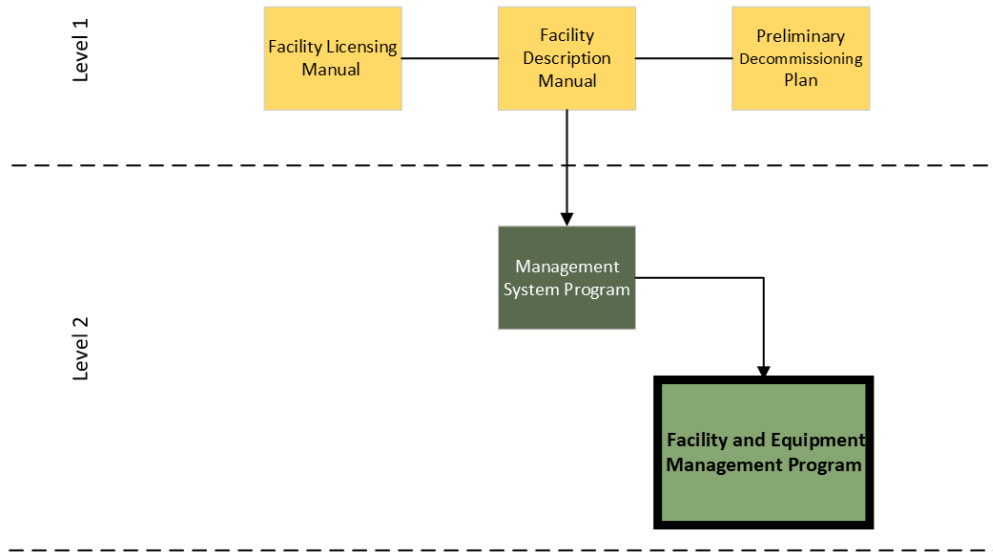 Level 1
Facility Licensing
Manual
Facility
Description
Manual
Preliminary
Decommissioning
Plan
Level 2
Management
System Program
Facility and Equipment
Management Program